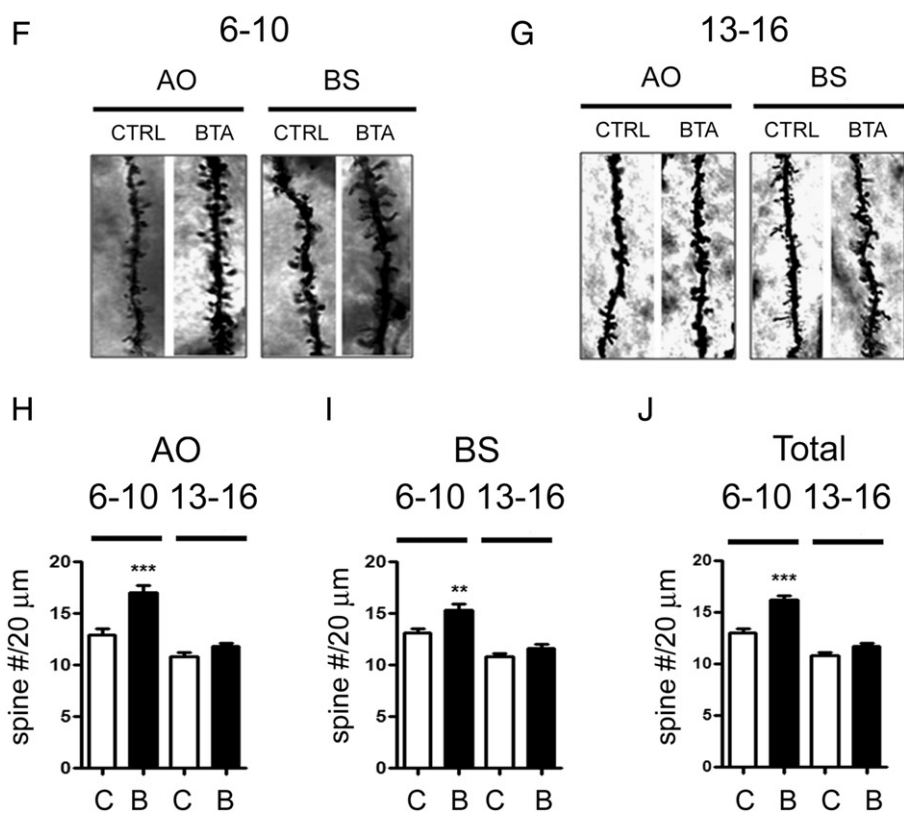 F 6-10 G 13-16
AO BS AO BS
CTRL BTA CTRL BTA CTRL BTA CTRL BTA
H I J
AO BS Total
6-10 13-16 6-10 13-16 6-10 13-16
20 20 20
*** ** ***
15 15 15
10 10 10
5 5 5
0 0 0
spine #/20 μm spine #/20 μm spine #/20 μm
C B C B C B C B C B C B